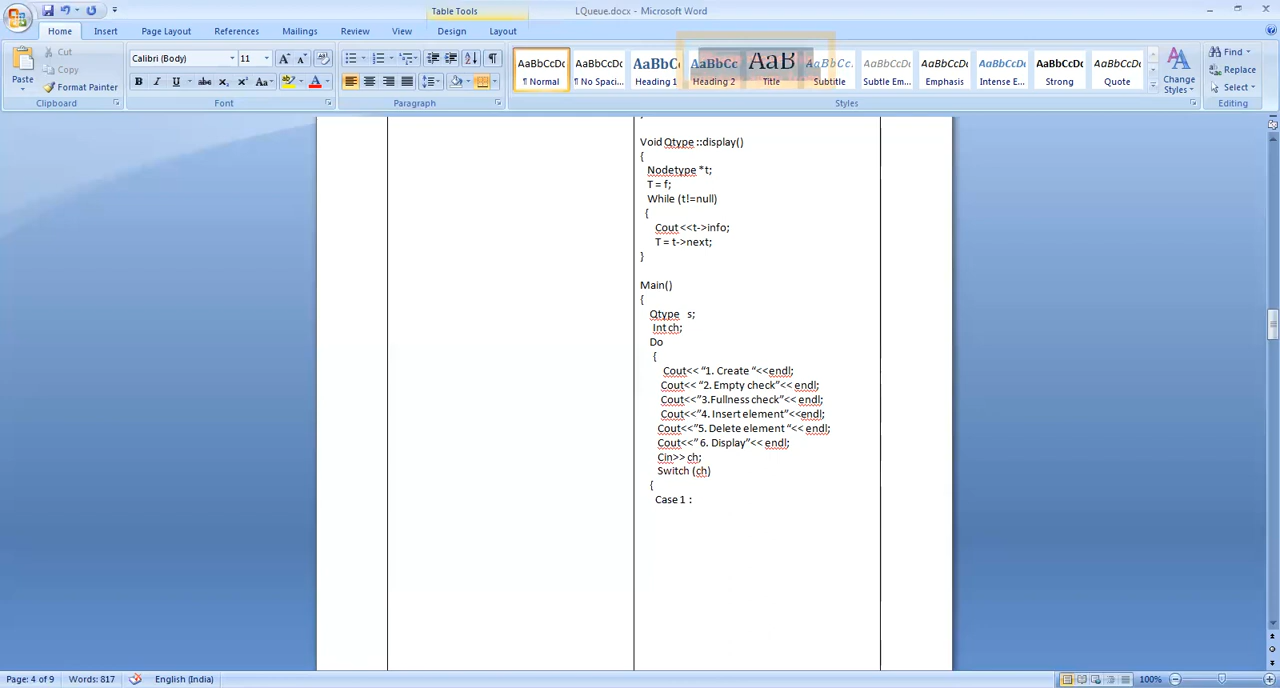 Table Tools
LQueue.docx - Microsoft Word
Home Insert Page Layout References Mailings Review View Design Layout
Paste
Cut
Copy
Format Painter
Clipboard
Calibri (Body) 11
Font
Paragraph
AaBbCcDc AaBbCcDc AaBbC AaBbCc AaB AaBbCc. AaBbCcDc AaBbCcDc AaBbCcDc AaBbCcDc AaBbCcDc
¶ Normal ¶ No Spaci... Heading 1 Heading 2 Title Subtitle Subtle Em... Emphasis Intense E... Strong Quote
Styles
Change Styles
Find
Replace
Select
Editing
Void Qtype ::display()
{
Nodetype *t;
T = f;
While (t!=null)
{
Cout <<t->info;
T = t->next;
}
Main()
{
Qtype s;
Int ch;
Do
{
Cout<< “1. Create “<<endl;
Cout<< “2. Empty check”<< endl;
Cout<<”3.Fullness check”<< endl;
Cout<<”4. Insert element”<<endl;
Cout<<”5. Delete element “<< endl;
Cout<<” 6. Display”<< endl;
Cin>> ch;
Switch (ch)
{
Case 1 :
Page: 4 of 9 Words: 817 English (India) 100%